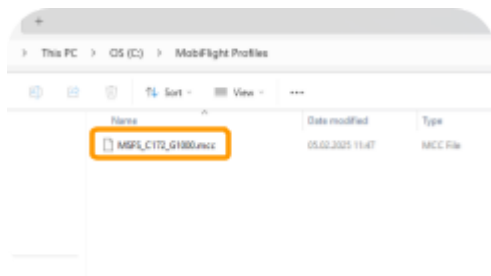 This PC > OS (C:) > MobiFlight Profiles
Sort View ...
Name Date modified Type
MSFS_C172_G1000.mcc 05.02.2025 11:47 MCC File